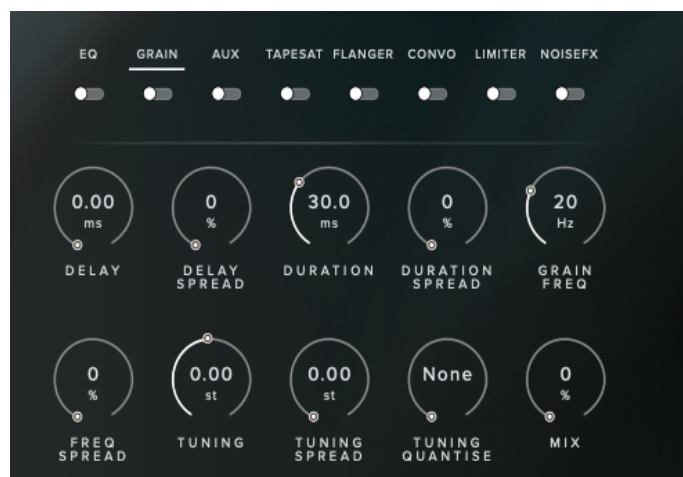 EQ GRAIN AUX TAPESAT FLANGER CONVO LIMITER NOISEFX
0.00 0 30.0 0 20
ms % ms % Hz
DELAY DELAY DURATION DURATION GRAIN
SPREAD SPREAD FREQ
0 0.00 0.00 None 0
% st st %
FREQ TUNING TUNING TUNING MIX
SPREAD SPREAD QUANTISE